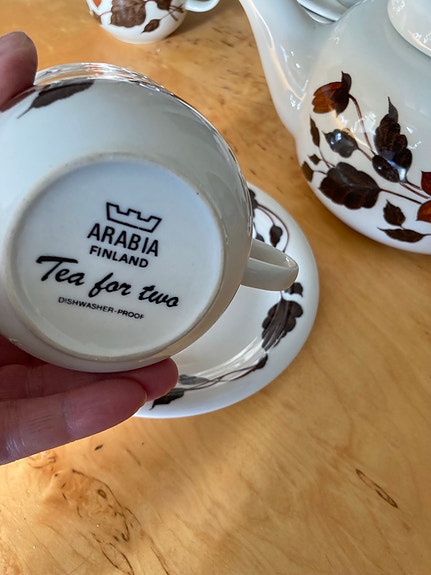 ARABIA
FINLAND
Tea for two
DISHWASHER-PROOF